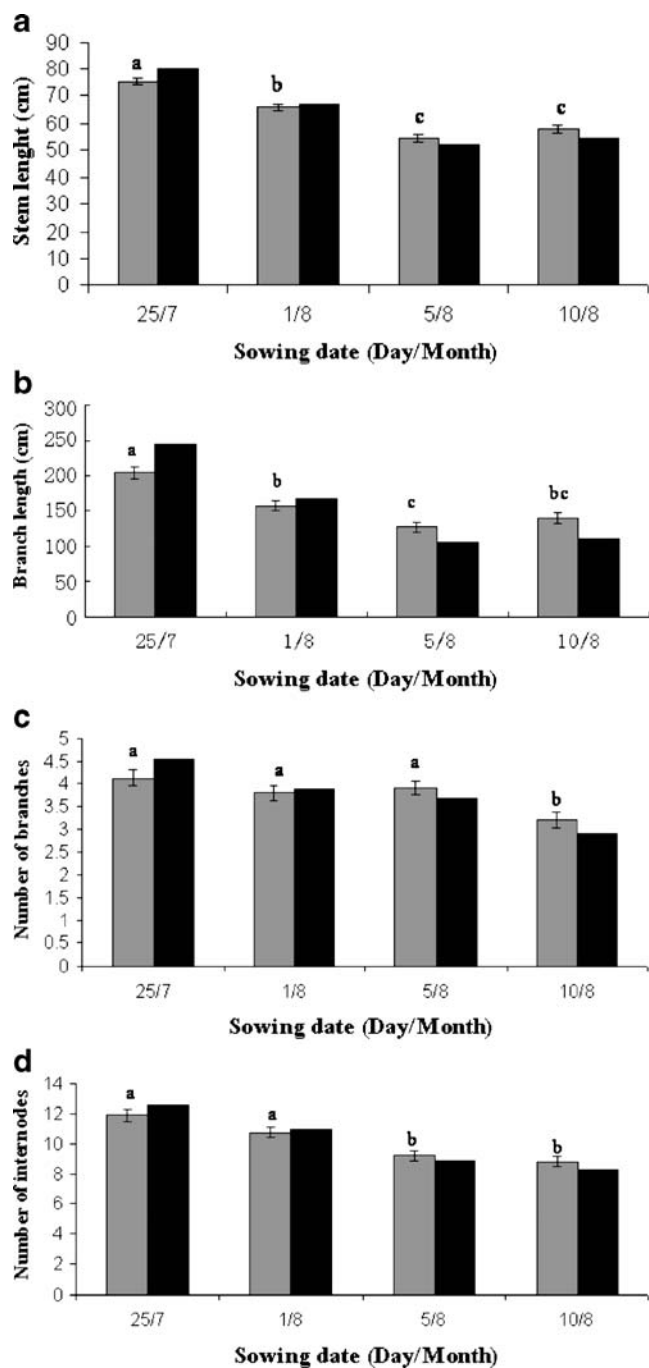 a
90
80
70
60
50
40
30
20
10
0
Stem lenght (cm)
a
b
c
c
25/7 1/8 5/8 10/8
Sowing date (Day/Month)
b
300
250
200
150
100
50
0
Branch length (cm)
a
b
c
bc
25/7 1/8 5/8 10/8
Sowing date (Day/Month)
c
5
4.5
4
3.5
3
2.5
2
1.5
1
0.5
0
Number of branches
a
a
a
b
25/7 1/8 5/8 10/8
Sowing date (Day/Month)
d
14
12
10
8
6
4
2
0
Number of internodes
a
a
b
b
25/7 1/8 5/8 10/8
Sowing date (Day/Month)